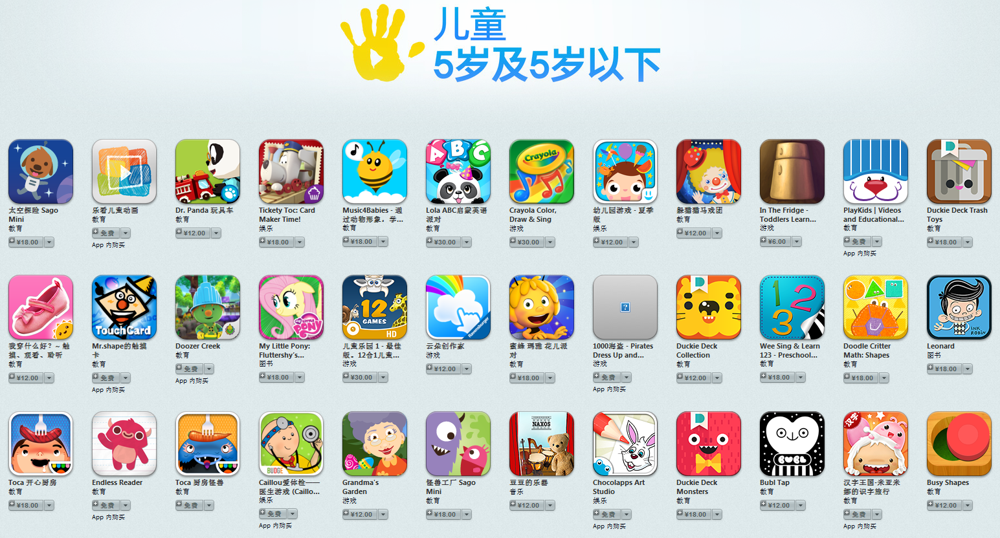 儿童
5岁及5岁以下
Crayola
太空探险 Sago
Mini
教育
¥18.00
乐看儿童动画
教育
免费
App 内购买
Dr. Panda 玩具车
教育
¥12.00
Tickety Toc: Card
Maker Time!
娱乐
¥18.00
Music4Babies - 通
过动物形象，学...
教育
¥18.00
Lola ABC启蒙英语
派对
教育
¥30.00
Crayola Color,
Draw & Sing
游戏
¥30.00
幼儿园游戏 - 夏季
版
娱乐
¥12.00
躲猫猫马戏团
教育
¥12.00
In The Fridge -
Toddlers Learn...
游戏
¥6.00
PlayKids | Videos
and Educational...
教育
免费
App 内购买
Duckie Deck Trash
Toys
教育
¥18.00
TouchCard
MY LITTLE PONY
12
GAMES
HD
Ravensburger
1 2 3
INK ROBIN
我穿什么好? ~ 触
摸、观看、聆听
教育
¥12.00
Mr.shape的触摸
卡
教育
免费
App 内购买
Doozer Creek
教育
免费
App 内购买
My Little Pony:
Fluttershy's...
图书
¥18.00
儿童乐园 1 - 最佳
版。12合1儿童...
游戏
¥30.00
云朵创作家
游戏
¥12.00
蜜蜂 玛雅 花儿派
对
教育
¥18.00
1000海盗 - Pirates
Dress Up and...
游戏
免费
App 内购买
Duckie Deck
Collection
教育
¥12.00
Wee Sing & Learn
123 - Preschool...
教育
¥18.00
Doodle Critter
Math: Shapes
教育
¥18.00
Leonard
图书
¥18.00
BUDGE
NAXOS
BUBL
汉字
Toca 开心厨房
教育
¥18.00
Endless Reader
教育
免费
App 内购买
Toca 厨房怪兽
教育
免费
Caillou爱体检——
医生游戏 (Caillo...
娱乐
免费
App 内购买
Grandma's
Garden
游戏
¥12.00
怪兽工厂 Sago
Mini
教育
¥18.00
豆豆的乐器
音乐
¥12.00
Chocolapps Art
Studio
娱乐
免费
App 内购买
Duckie Deck
Monsters
教育
¥18.00
Bubl Tap
教育
¥12.00
汉字王国-米亚米
娜的识字旅行
教育
免费
App 内购买
Busy Shapes
教育
¥12.00